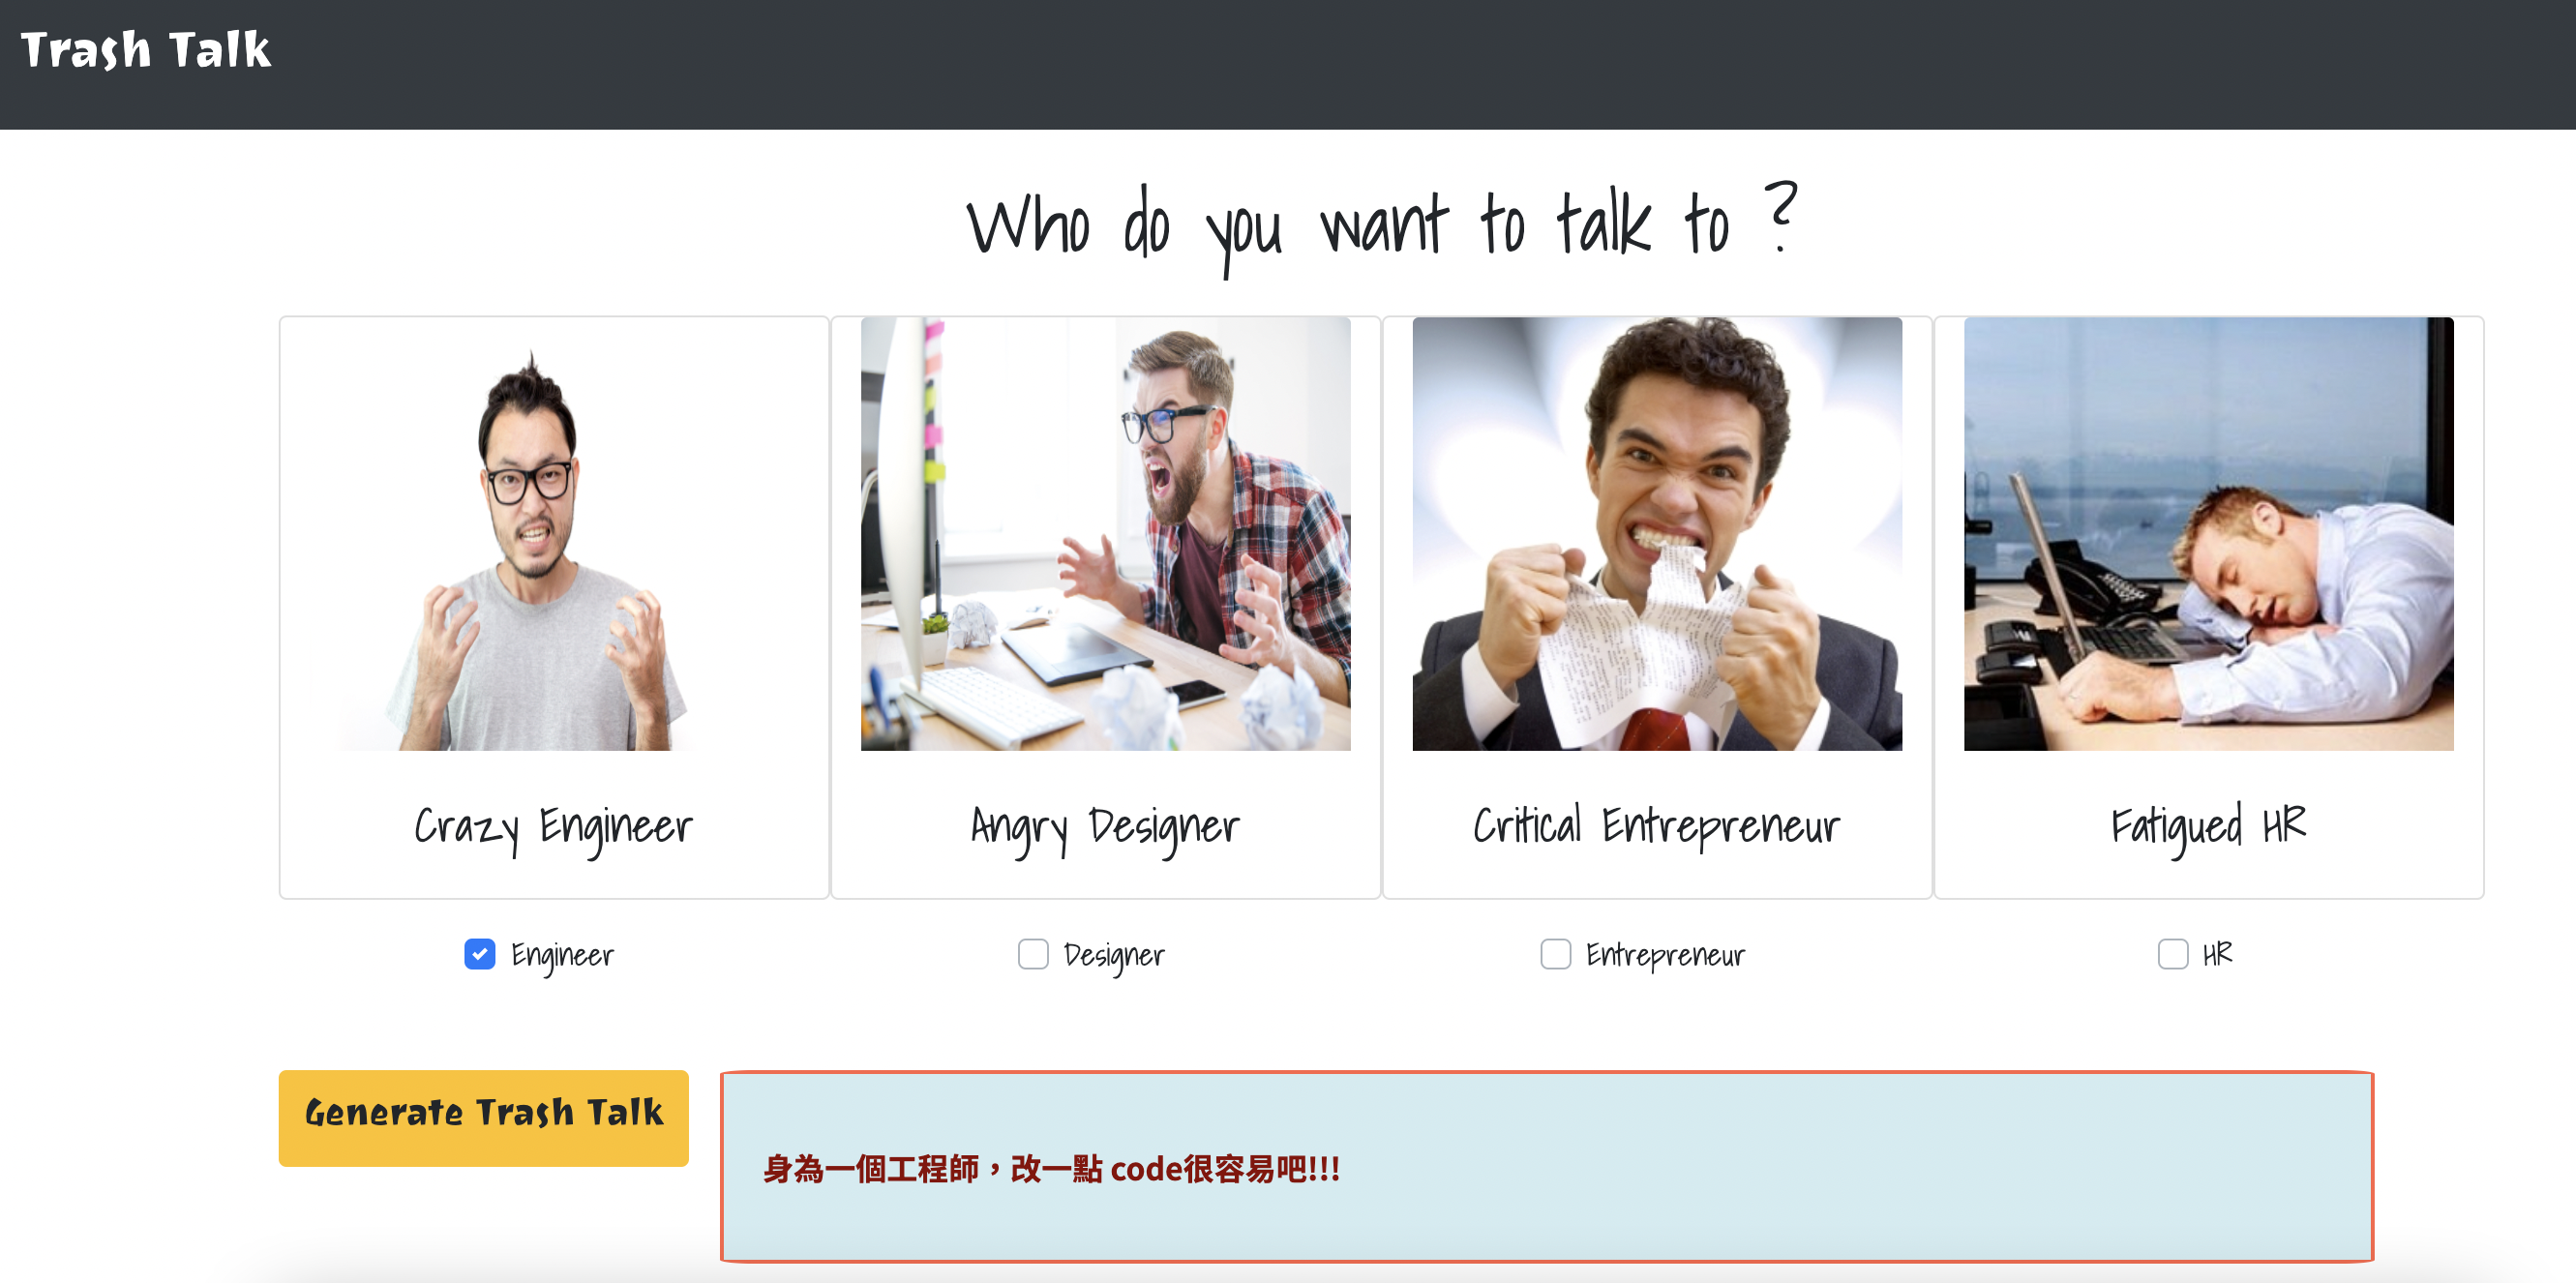 Trash Talk
Who do you want to talk to ?
Crazy Engineer
Angry Designer
Critical Entrepreneur
Fatigued HR
Engineer
Designer
Entrepreneur
HR
Generate Trash Talk
身為一個工程師，改一點 code很容易吧!!!